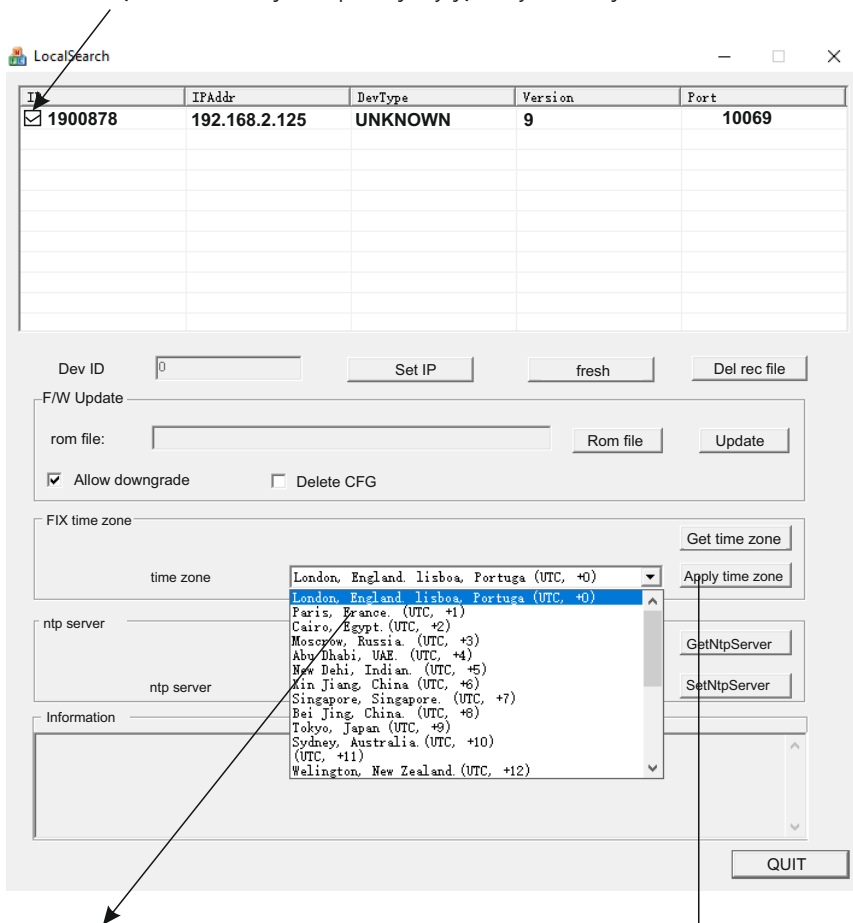 LocalSearch
IPAddr DevType Version Port
1900878 192.168.2.125 UNKNOWN 9 10069
Dev ID 0 Set IP fresh Del rec file
F/W Update
rom file: Rom file Update
Allow downgrade Delete CFG
FIX time zone
Get time zone
time zone London, England. lisboa, Portuga (UTC, +0) Apply time zone
London, England. lisboa, Portuga (UTC, +0)
Paris, France. (UTC, +1)
Cairo, Egypt. (UTC, +2)
Moscrow, Russia. (UTC, +3)
Abu Dhabi, UAE. (UTC, +4)
New Dehi, Indian. (UTC, +5)
Xin Jiang, China (UTC, +6)
Singapore, Singapore. (UTC, +7)
Bei Jing, China. (UTC, +8)
Tokyo, Japan (UTC, +9)
Sydney, Australia. (UTC, +10)
(UTC, +11)
Welington, New Zealand. (UTC, +12)
ntp server
GetNtpServer
ntp server SetNtpServer
Information
QUIT